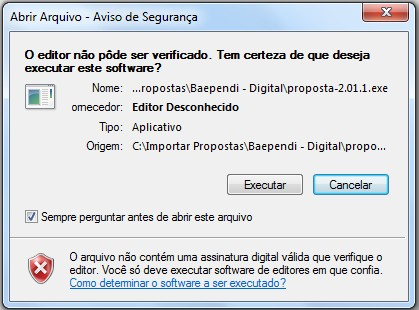 Abrir Arquivo - Aviso de Segurança
O editor não pôde ser verificado. Tem certeza de que deseja
executar este software?
Nome: ...ropostas\Baependi - Digital\proposta-2.01.1.exe
ornecedor: Editor Desconhecido
Tipo: Aplicativo
Origem: C:\Importar Propostas\Baependi - Digital\propo...
Executar Cancelar
Sempre perguntar antes de abrir este arquivo
O arquivo não contém uma assinatura digital válida que verifique o
editor. Você só deve executar software de editores em que confia.
Como determinar o software a ser executado?